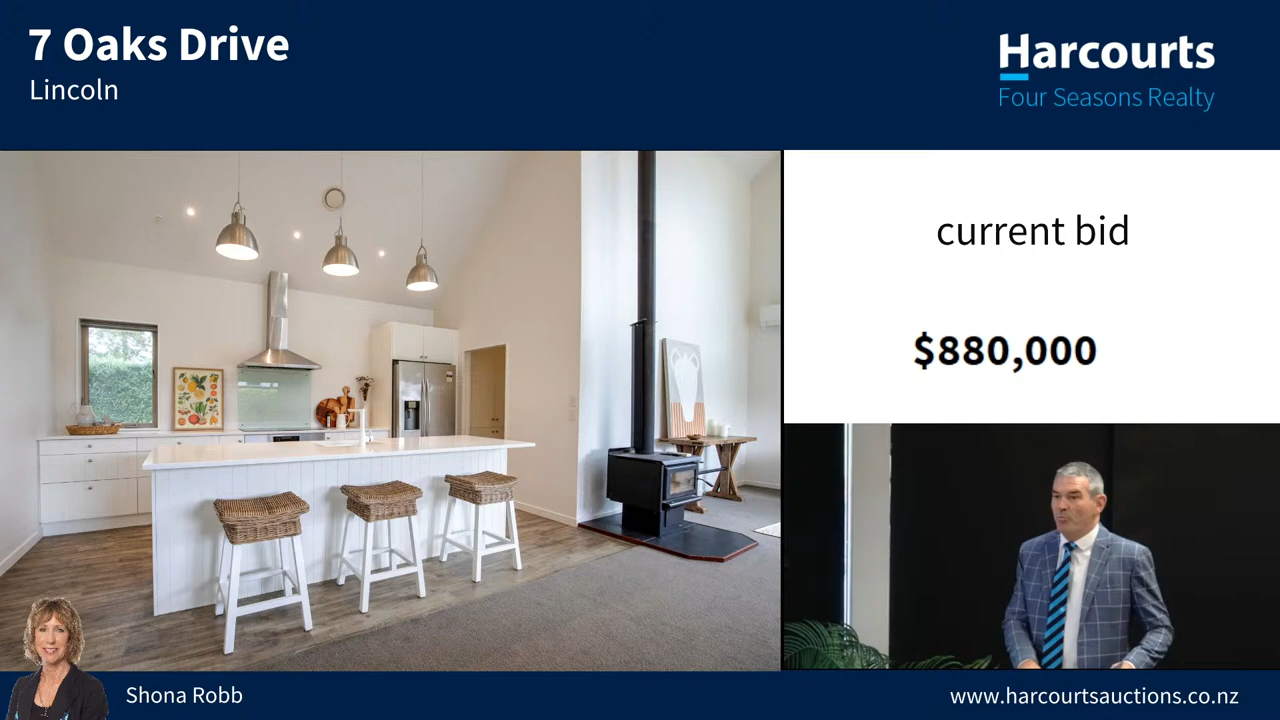 7 Oaks Drive
Lincoln
Harcourts
Four Seasons Realty
current bid
$880,000
Shona Robb
www.harcourtsauctions.co.nz